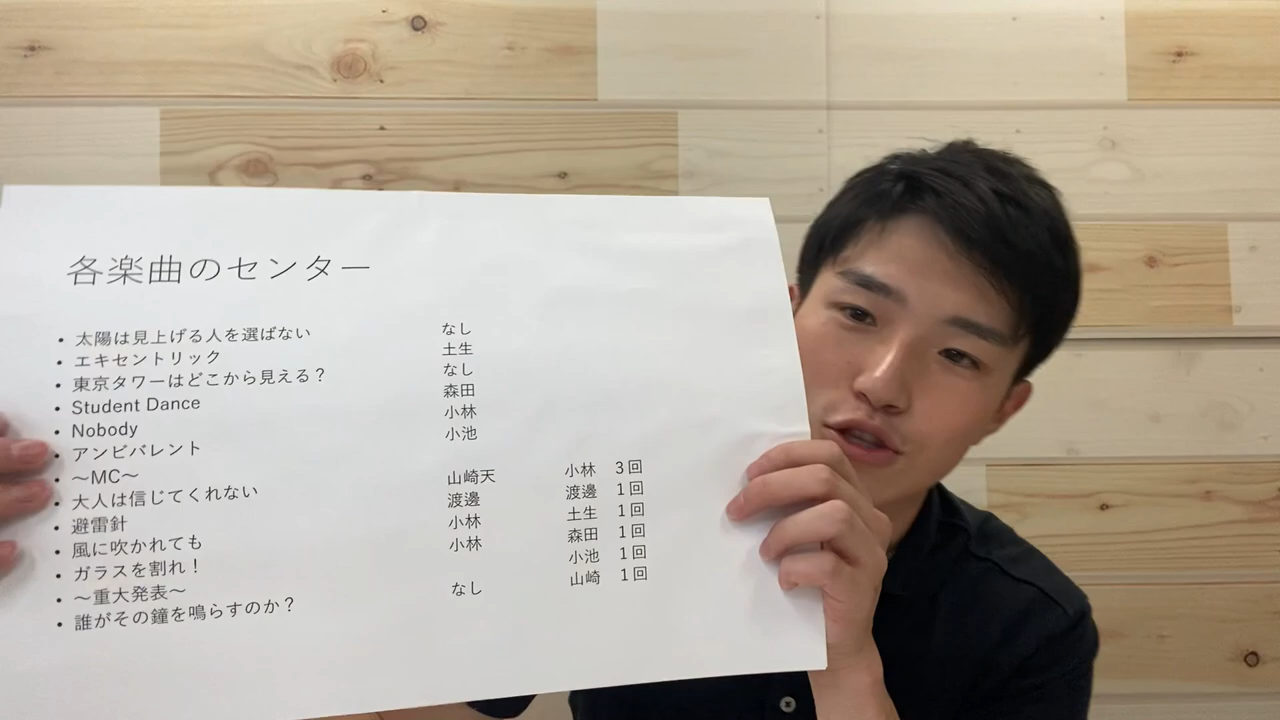 各楽曲のセンター
• 太陽は見上げる人を選ばない なし
• エキセントリック 土生
• 東京タワーはどこから見える？ なし
• Student Dance 森田
• Nobody 小林
• アンビバレント 小池
• ～MC～
• 大人は信じてくれない 山崎天 小林 3回
• 避雷針 渡邊 渡邊 1回
• 風に吹かれても 小林 土生 1回
• ガラスを割れ！ 小林 森田 1回
• ～重大発表～ 小池 1回
• 誰がその鐘を鳴らすのか？ なし 山崎 1回